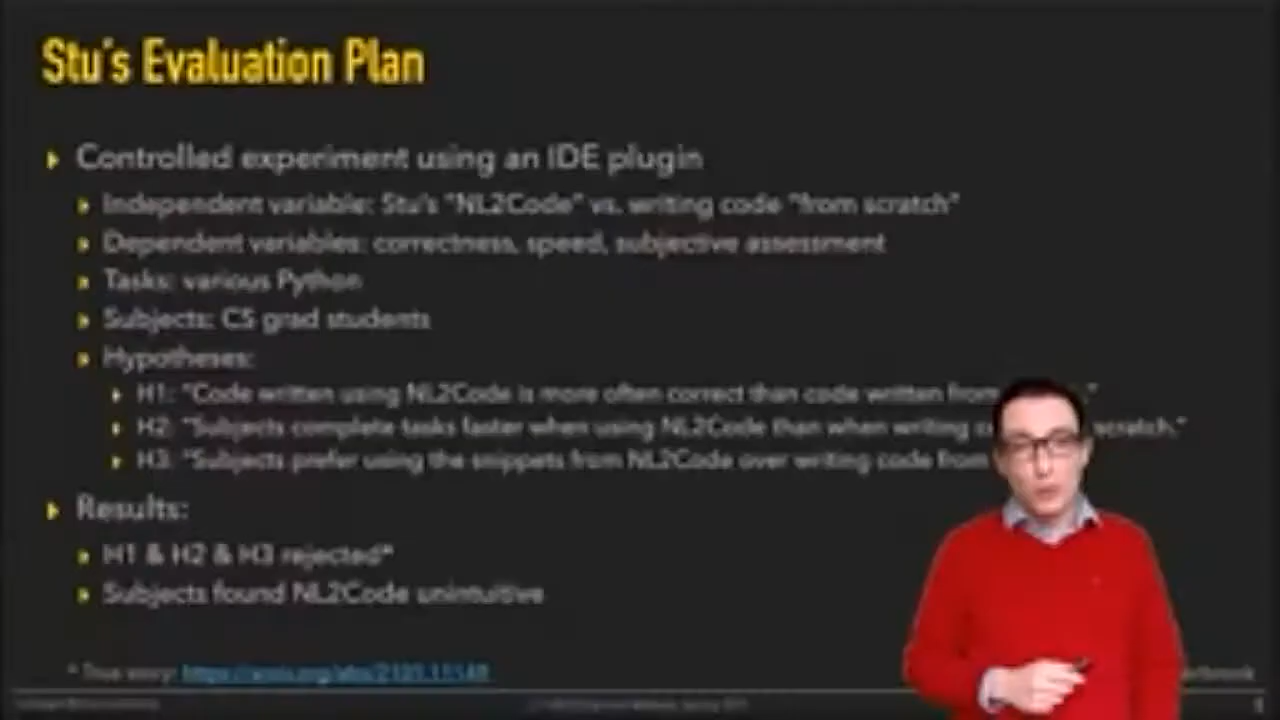 Stu's Evaluation Plan
Controlled experiment using an IDE plugin
Independent variable: Stu's "NL2Code" vs. writing code "from scratch"
Dependent variables: correctness, speed, subjective assessment
Tasks: various Python
Subjects: CS grad students
Hypotheses:
H1: "Code written using NL2Code is more often correct than code written from
H2: "Subjects complete tasks faster when using NL2Code than when writing scratch."
H3: "Subjects prefer using the snippets from NL2Code over writing code from
Results:
H1 & H2 & H3 rejected*
Subjects found NL2Code unintuitive
* True story: